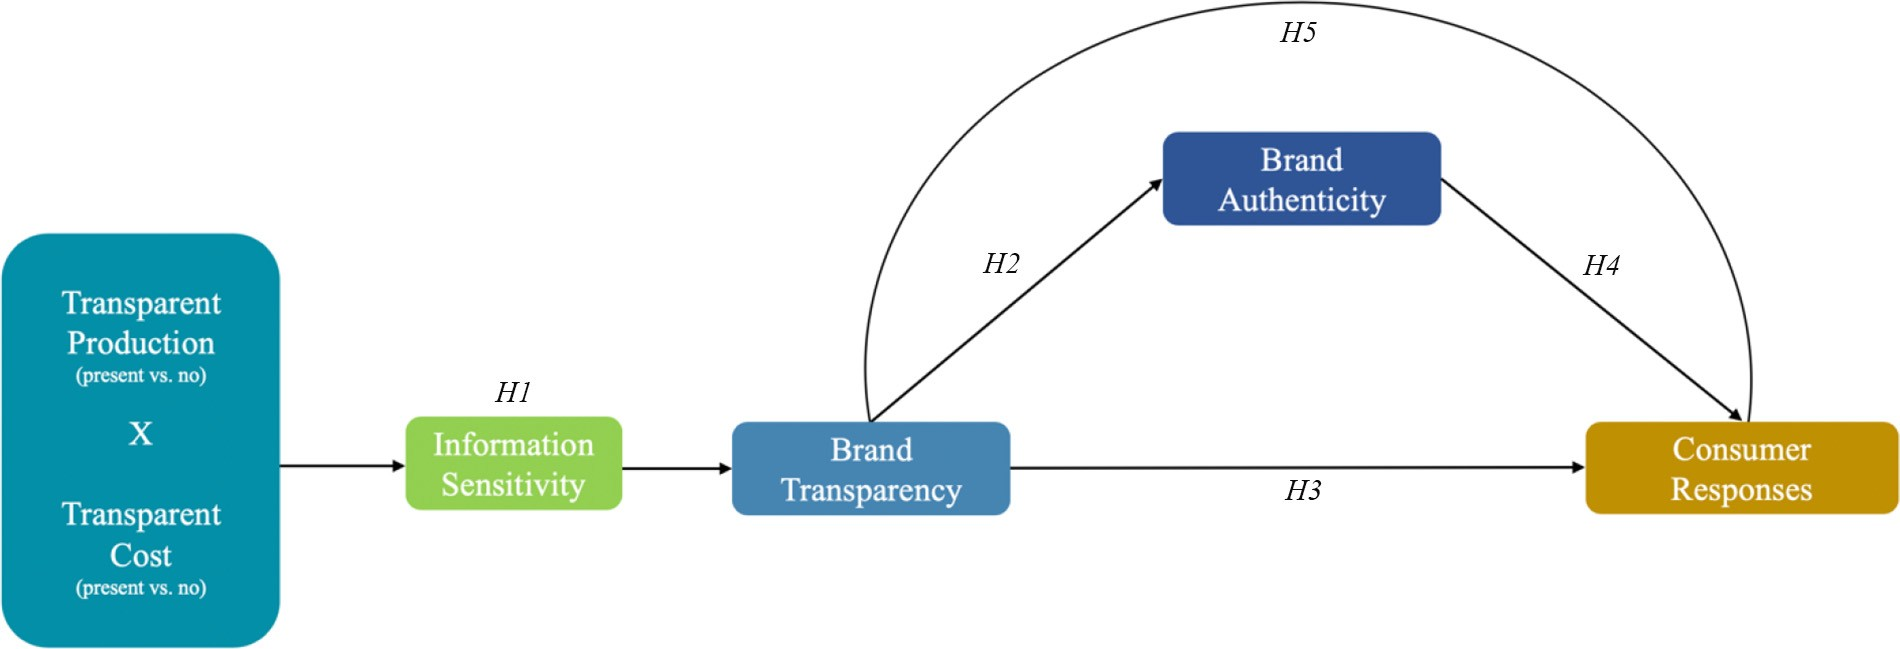 H5
Brand
Authenticity
H2
H4
Transparent
Production
(present vs. no)
X
Transparent
Cost
(present vs. no)
H1
Information
Sensitivity
Brand
Transparency
H3
Consumer
Responses